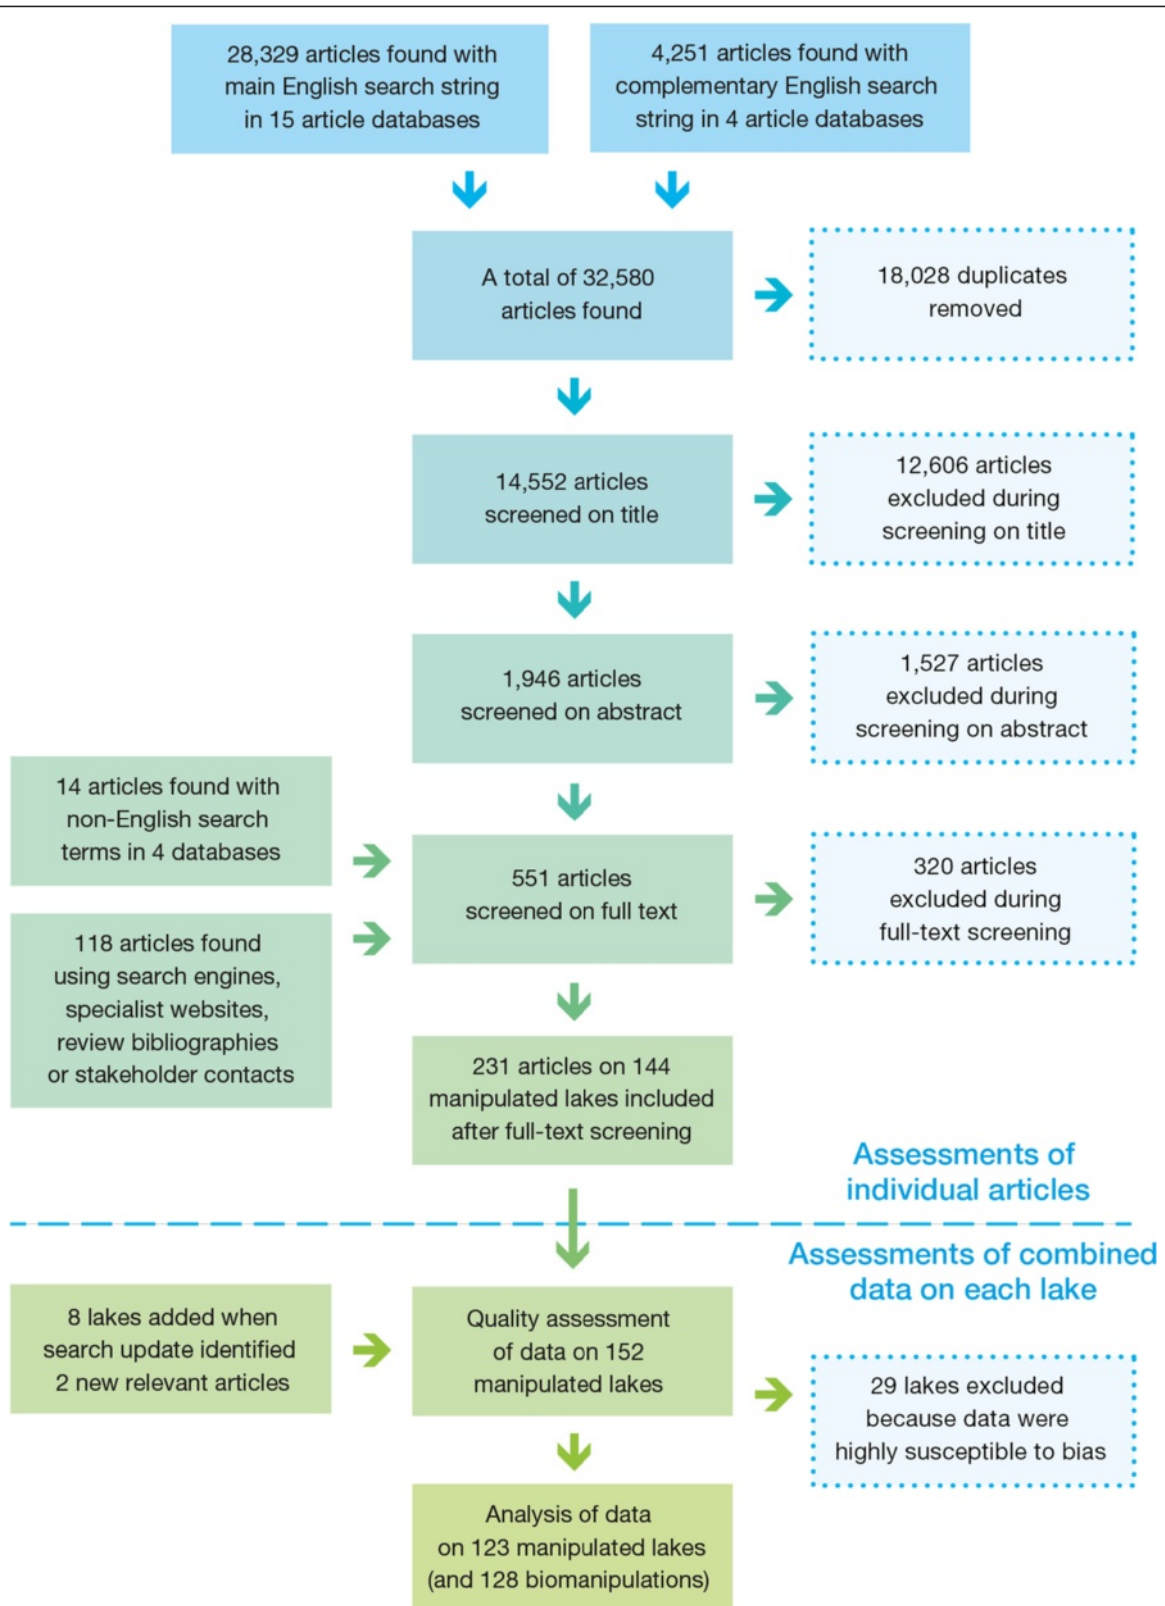 28,329 articles found with
main English search string
in 15 article databases
4,251 articles found with
complementary English search
string in 4 article databases
A total of 32,580
articles found
18,028 duplicates
removed
14,552 articles
screened on title
12,606 articles
excluded during
screening on title
1,946 articles
screened on abstract
1,527 articles
excluded during
screening on abstract
14 articles found with
non-English search
terms in 4 databases
118 articles found
using search engines,
specialist websites,
review bibliographies
or stakeholder contacts
551 articles
screened on full text
320 articles
excluded during
full-text screening
231 articles on 144
manipulated lakes included
after full-text screening
Assessments of
individual articles
Assessments of combined
data on each lake
8 lakes added when
search update identified
2 new relevant articles
Quality assessment
of data on 152
manipulated lakes
29 lakes excluded
because data were
highly susceptible to bias
Analysis of data
on 123 manipulated lakes
(and 128 biomanipulations)